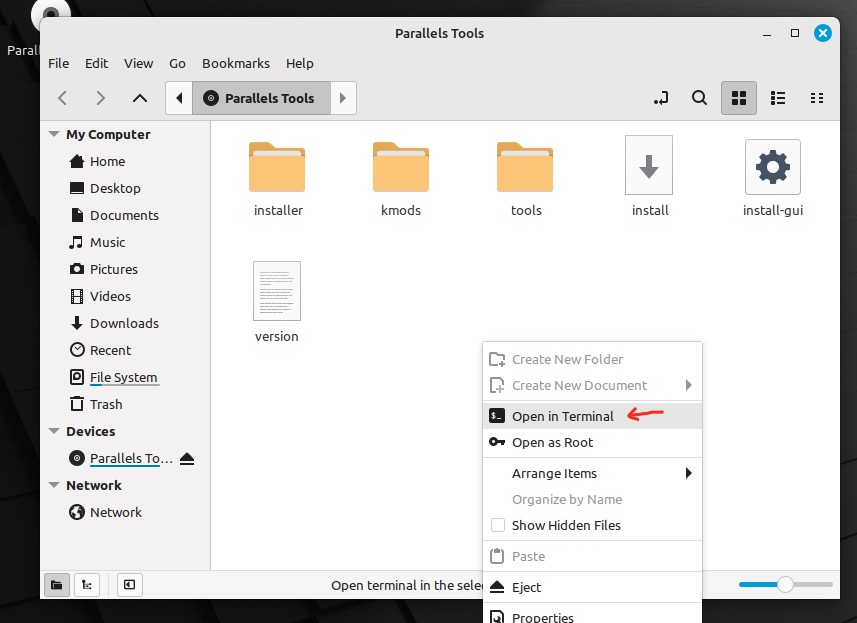 Parallels Tools
File Edit View Go Bookmarks Help
Parallels Tools
My Computer
Home
Desktop
Documents
Music
Pictures
Videos
Downloads
Recent
File System
Trash
Devices
Parallels To...
Network
Network
installer
kmods
tools
install
install-gui
version
Create New Folder
Create New Document
Open in Terminal
Open as Root
Arrange Items
Organize by Name
Show Hidden Files
Paste
Eject
Properties
Open terminal in the sele